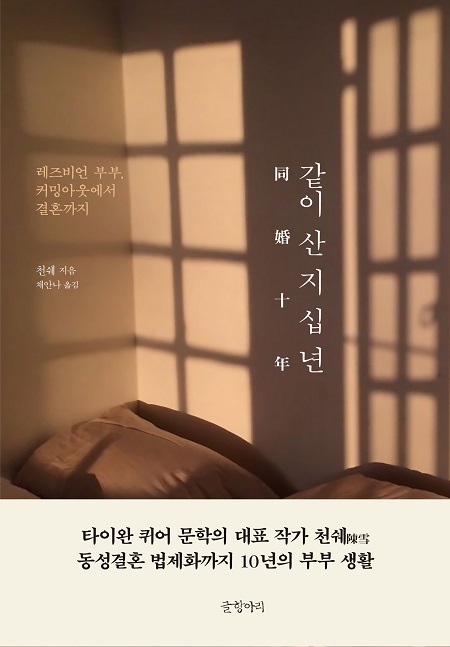 같이 산 지 십 년
同婚十年
레즈비언 부부,
커밍아웃에서
결혼까지
천쉐 지음
채안나 옮김
타이완 퀴어 문학의 대표 작가 천쉐陳雪
동성결혼 법제화까지 10년의 부부 생활
글항아리